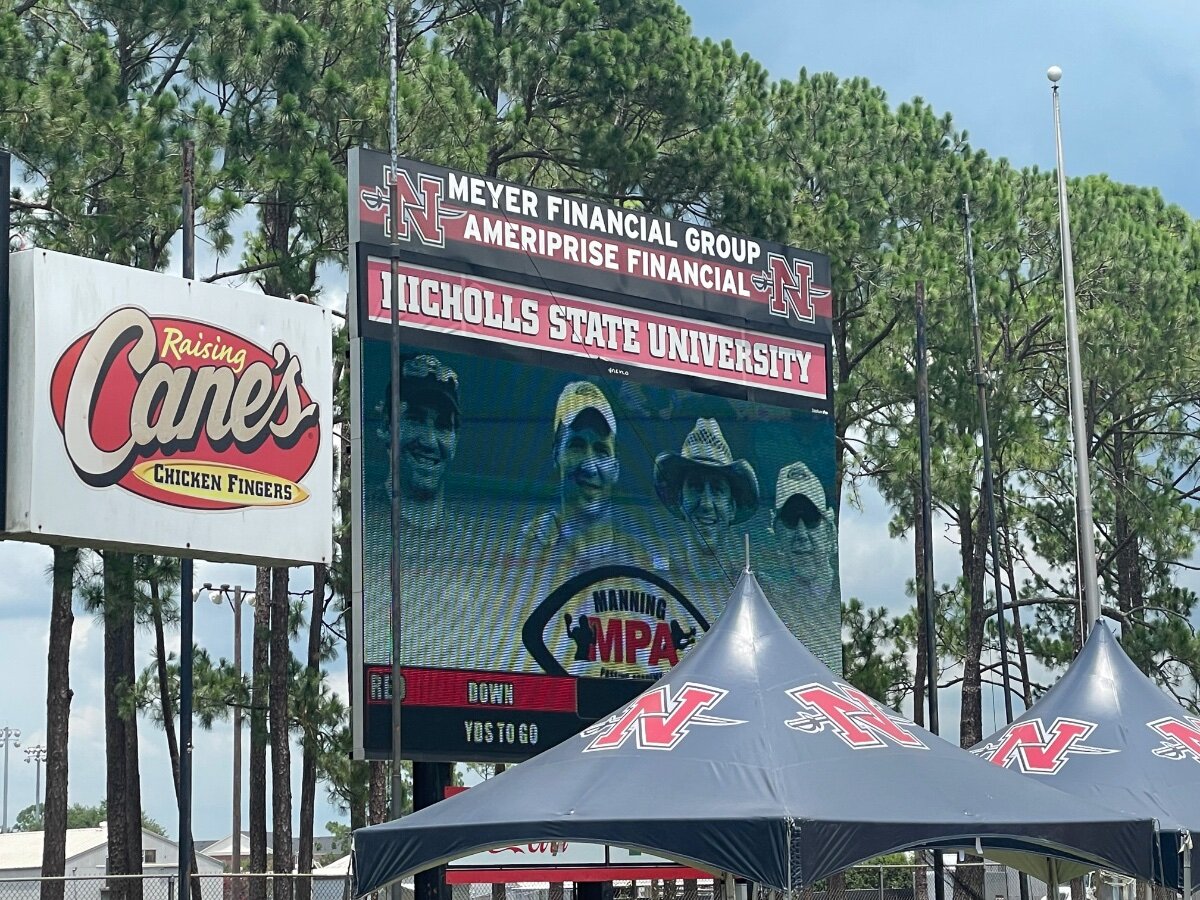 Raising
Cane's
CHICKEN FINGERS
N
MEYER FINANCIAL GROUP
AMERIPRISE FINANCIAL
N
NICHOLLS STATE UNIVERSITY
MANNING
MPA
DOWN
YDS TO GO
N
N
N
N